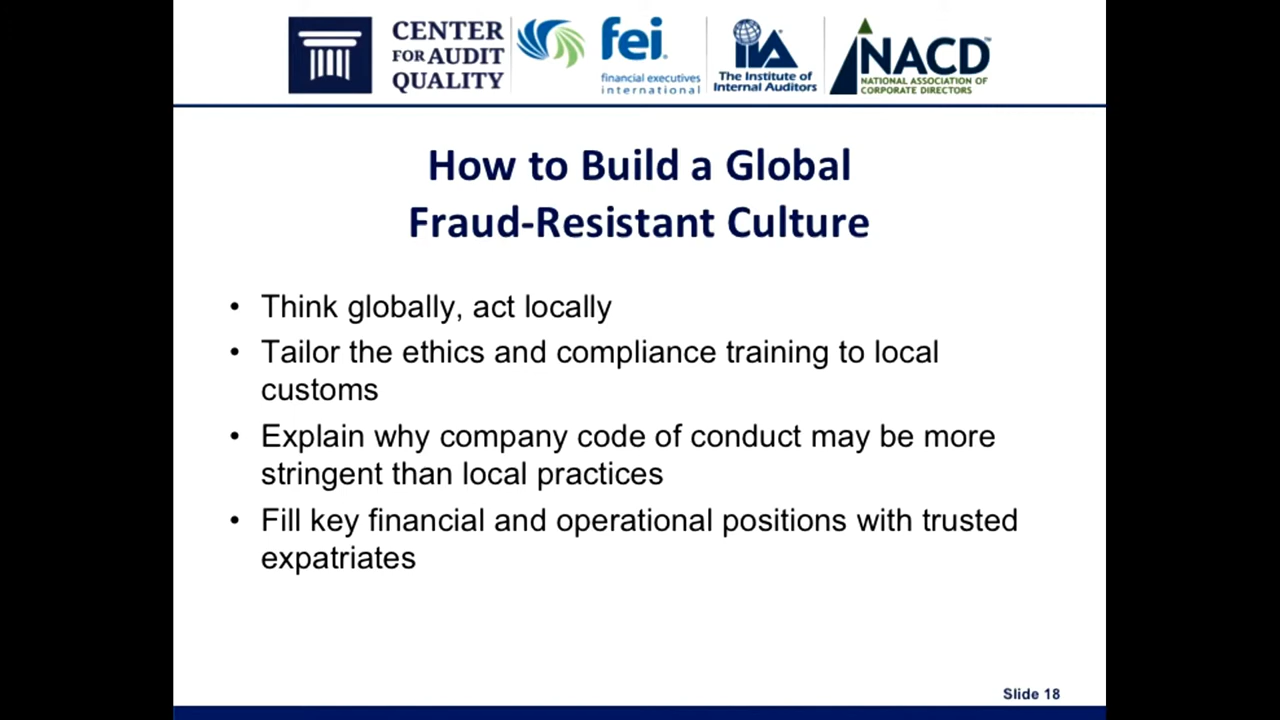 CENTER
FOR AUDIT
QUALITY
fei.
financial executives
international
IIA
The Institute of
Internal Auditors
NACD™
NATIONAL ASSOCIATION OF
CORPORATE DIRECTORS
How to Build a Global
Fraud-Resistant Culture
• Think globally, act locally
• Tailor the ethics and compliance training to local
customs
• Explain why company code of conduct may be more
stringent than local practices
• Fill key financial and operational positions with trusted
expatriates
Slide 18